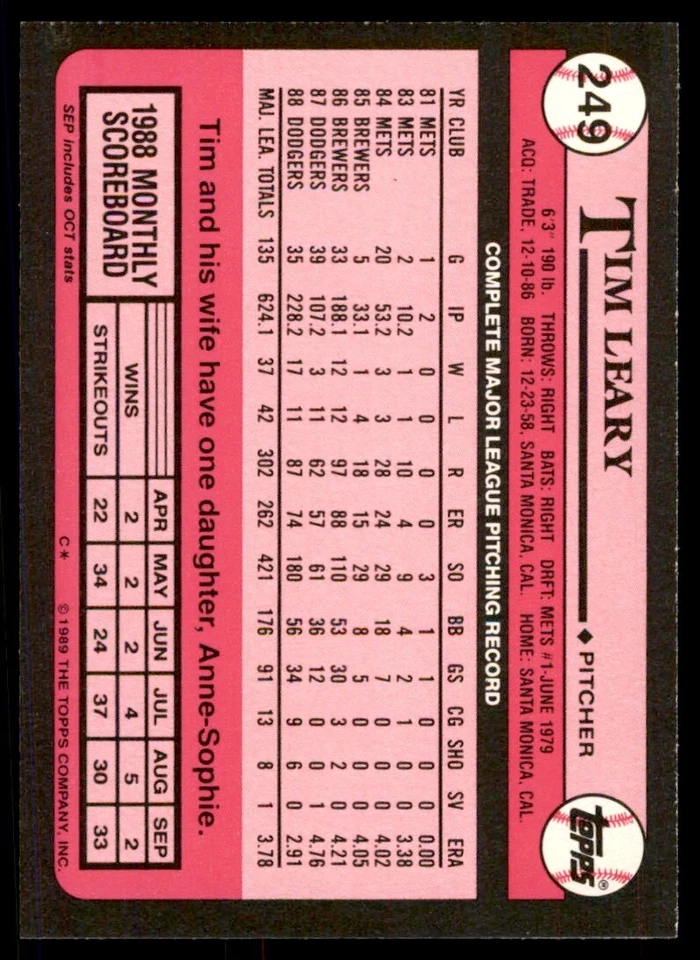 249
TIM LEARY ◆ PITCHER
topps®
6'3" 190 lb. THROWS: RIGHT BATS: RIGHT DRFT: METS #1-JUNE 1979
ACQ: TRADE, 12-10-86 BORN: 12-23-58, SANTA MONICA, CAL. HOME: SANTA MONICA, CAL.
COMPLETE MAJOR LEAGUE PITCHING RECORD
YR CLUB G IP W L R ER SO BB GS CG SHO SV ERA
81 METS 1 2 0 0 0 0 3 1 1 0 0 0 0.00
83 METS 2 10.2 1 1 10 4 9 4 2 1 0 0 3.38
84 METS 20 53.2 3 3 28 24 29 18 7 0 0 0 4.02
85 BREWERS 5 33.1 1 4 18 15 29 8 5 0 0 0 4.05
86 BREWERS 33 188.1 12 12 97 88 110 53 30 3 2 0 4.21
87 DODGERS 39 107.2 3 11 62 57 61 36 12 0 0 1 4.76
88 DODGERS 35 228.2 17 11 87 74 180 56 34 9 6 0 2.91
MAJ. LEA. TOTALS 135 624.1 37 42 302 262 421 176 91 13 8 1 3.78
Tim and his wife have one daughter, Anne-Sophie.
1988 MONTHLY
SCOREBOARD
APR MAY JUN JUL AUG SEP
WINS 2 2 2 4 5 2
STRIKEOUTS 22 34 24 37 30 33
SEP includes OCT stats
C* © 1989 THE TOPPS COMPANY, INC.